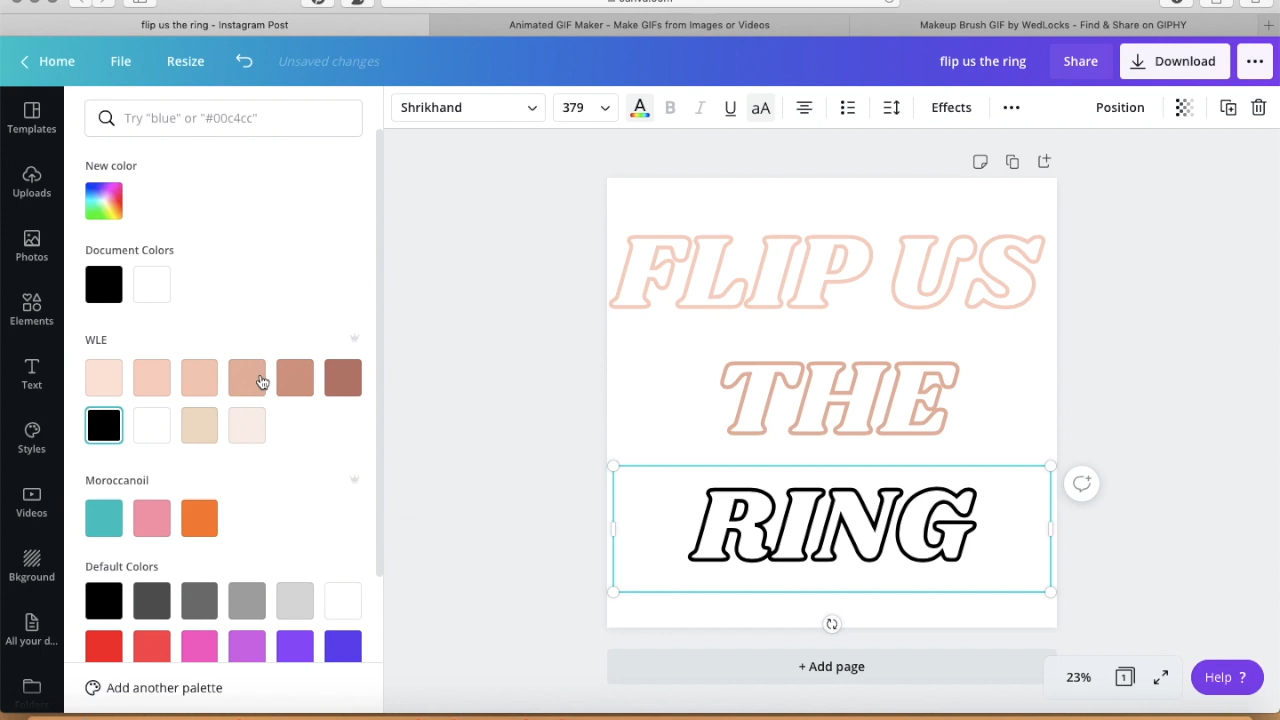 flip us the ring - Instagram Post
Animated GIF Maker - Make GIFs from Images or Videos
Makeup Brush GIF by WedLocks - Find & Share on GIPHY
Home
File
Resize
Unsaved changes
flip us the ring
Share
Download
Shrikhand
379
A
B
I
U
aA
Effects
Position
Templates
Uploads
Photos
Elements
Text
Styles
Videos
Bkground
All your d...
Folders
Try "blue" or "#00c4cc"
New color
Document Colors
WLE
Moroccanoil
Default Colors
Add another palette
FLIP US
THE
RING
+ Add page
23%
1
Help ?